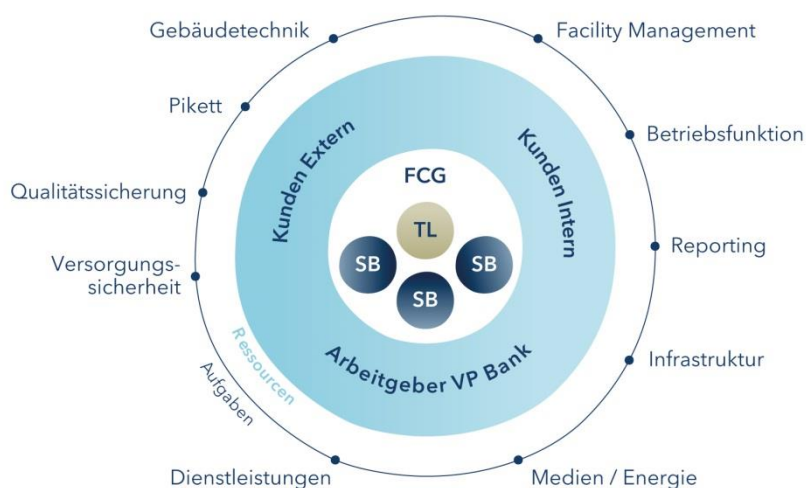 Gebäudetechnik
Facility Management
Pikett
Betriebsfunktion
Kunden Extern
Kunden Intern
FCG
Qualitätssicherung
TL
Reporting
SB
SB
SB
Versorgungs-
sicherheit
Arbeitgeber VP Bank
Infrastruktur
Ressourcen
Aufgaben
Dienstleistungen
Medien / Energie